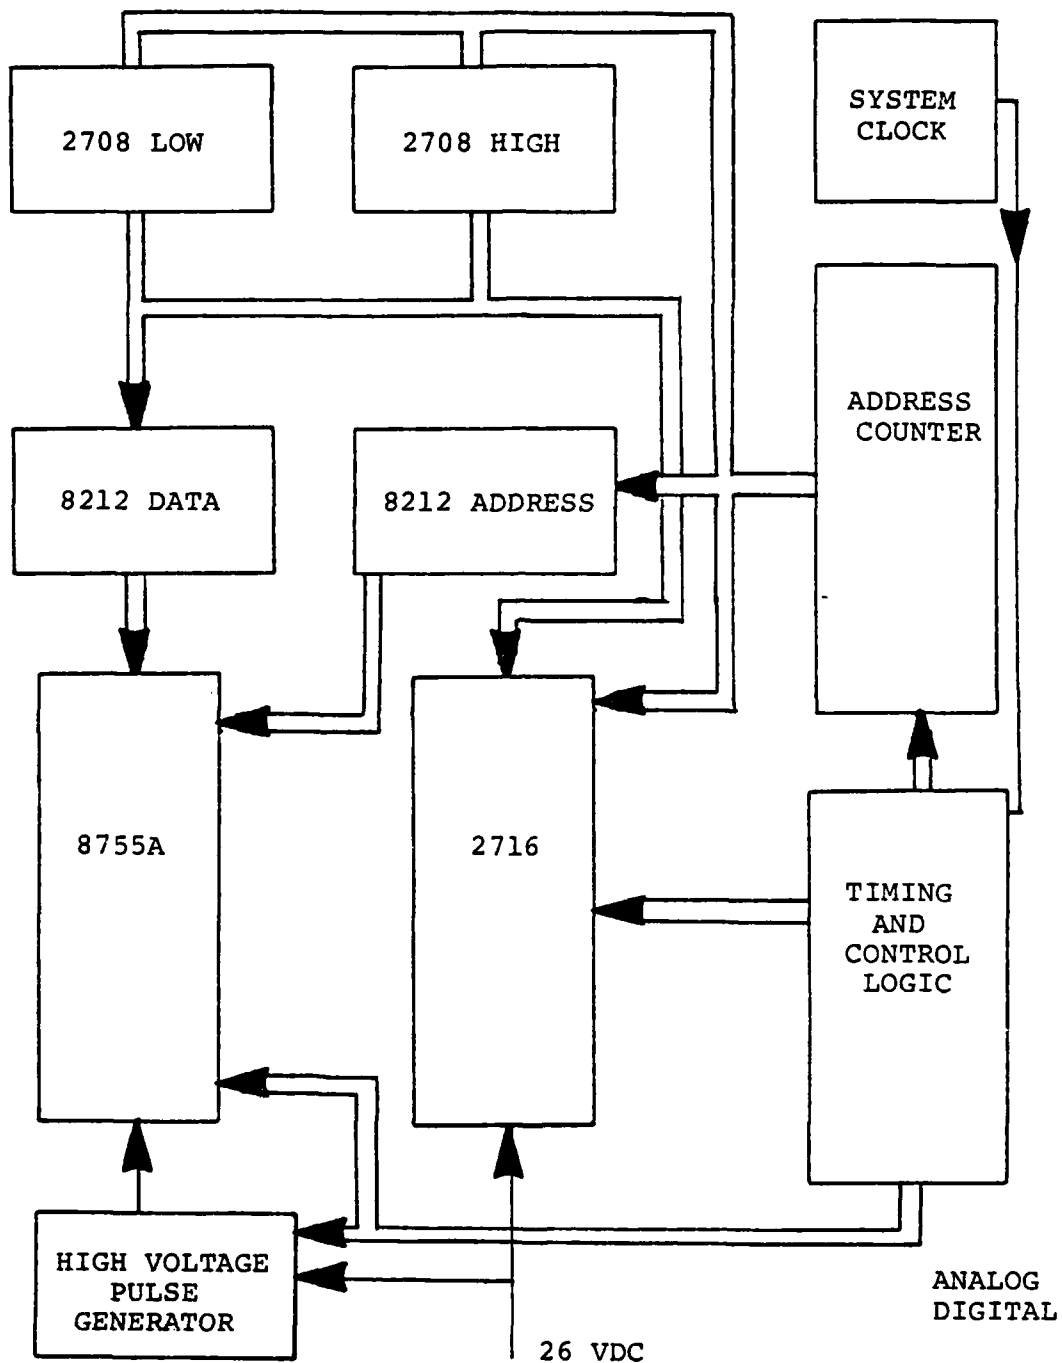 2708 LOW
2708 HIGH
SYSTEM
CLOCK
ADDRESS
COUNTER
8212 DATA
8212 ADDRESS
8755A
2716
TIMING
AND
CONTROL
LOGIC
HIGH VOLTAGE
PULSE
GENERATOR
26 VDC
ANALOG
DIGITAL